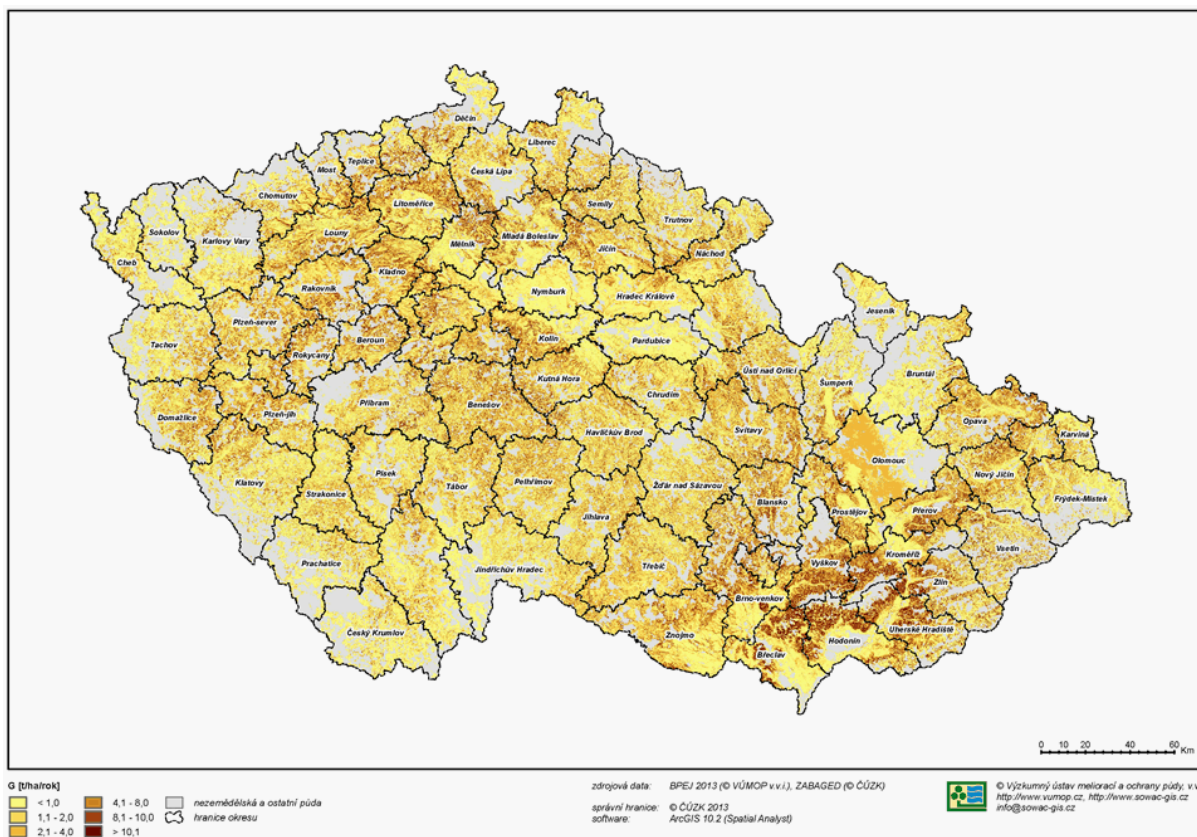 Děčín
Liberec
Teplice
Most
Česká Lípa
Chomutov
Litoměřice
Semily
Trutnov
Sokolov
Karlovy Vary
Louny
Mělník
Mladá Boleslav
Jičín
Náchod
Cheb
Kladno
Rakovník
Nymburk
Hradec Králové
Jeseník
Plzeň-sever
Tachov
Rokycany
Beroun
Kolín
Pardubice
Ústí nad Orlicí
Šumperk
Bruntál
Kutná Hora
Chrudim
Příbram
Benešov
Domažlice
Plzeň-jih
Havlíčkův Brod
Svitavy
Opava
Karviná
Olomouc
Nový Jičín
Frýdek-Místek
Klatovy
Písek
Tábor
Pelhřimov
Žďár nad Sázavou
Strakonice
Blansko
Prostějov
Přerov
Jihlava
Kroměříž
Vsetín
Prachatice
Jindřichův Hradec
Třebíč
Vyškov
Zlín
Brno-venkov
Český Krumlov
Znojmo
Hodonín
Uherské Hradiště
Břeclav
0 10 20 40 60
Km
G [t/ha/rok]
< 1,0
1,1 - 2,0
2,1 - 4,0
4,1 - 8,0
8,1 - 10,0
> 10,1
nezemědělská a ostatní půda
hranice okresu
zdrojová data: BPEJ 2013 (© VÚMOP v.v.i.), ZABAGED (© ČÚZK)
správní hranice: © ČÚZK 2013
software: ArcGIS 10.2 (Spatial Analyst)
© Výzkumný ústav meliorací a ochrany půdy, v.v
http://www.vumop.cz, http://www.sowac-gis.cz
info@sowac-gis.cz